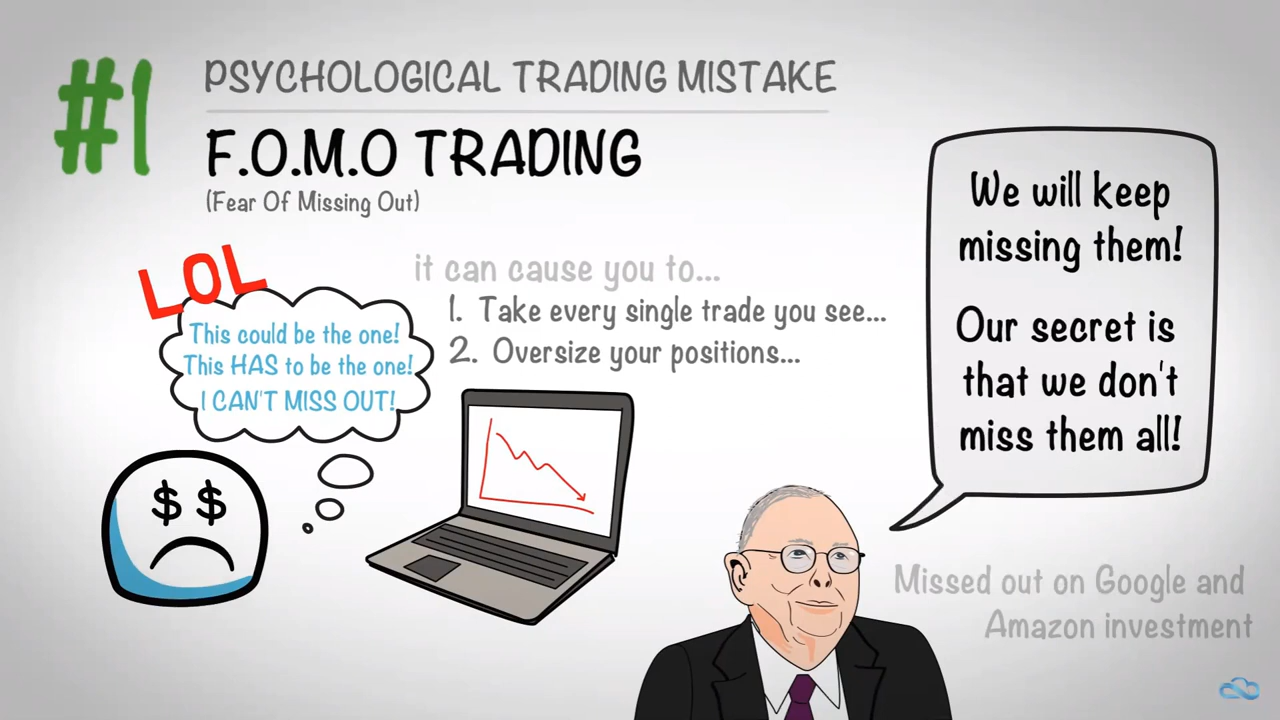 #1
PSYCHOLOGICAL TRADING MISTAKE
F.O.M.O TRADING
(Fear Of Missing Out)
LOL
This could be the one!
This HAS to be the one!
I CAN'T MISS OUT!
$ $
it can cause you to...
1. Take every single trade you see...
2. Oversize your positions...
We will keep
missing them!
Our secret is
that we don't
miss them all!
Missed out on Google and
Amazon investment